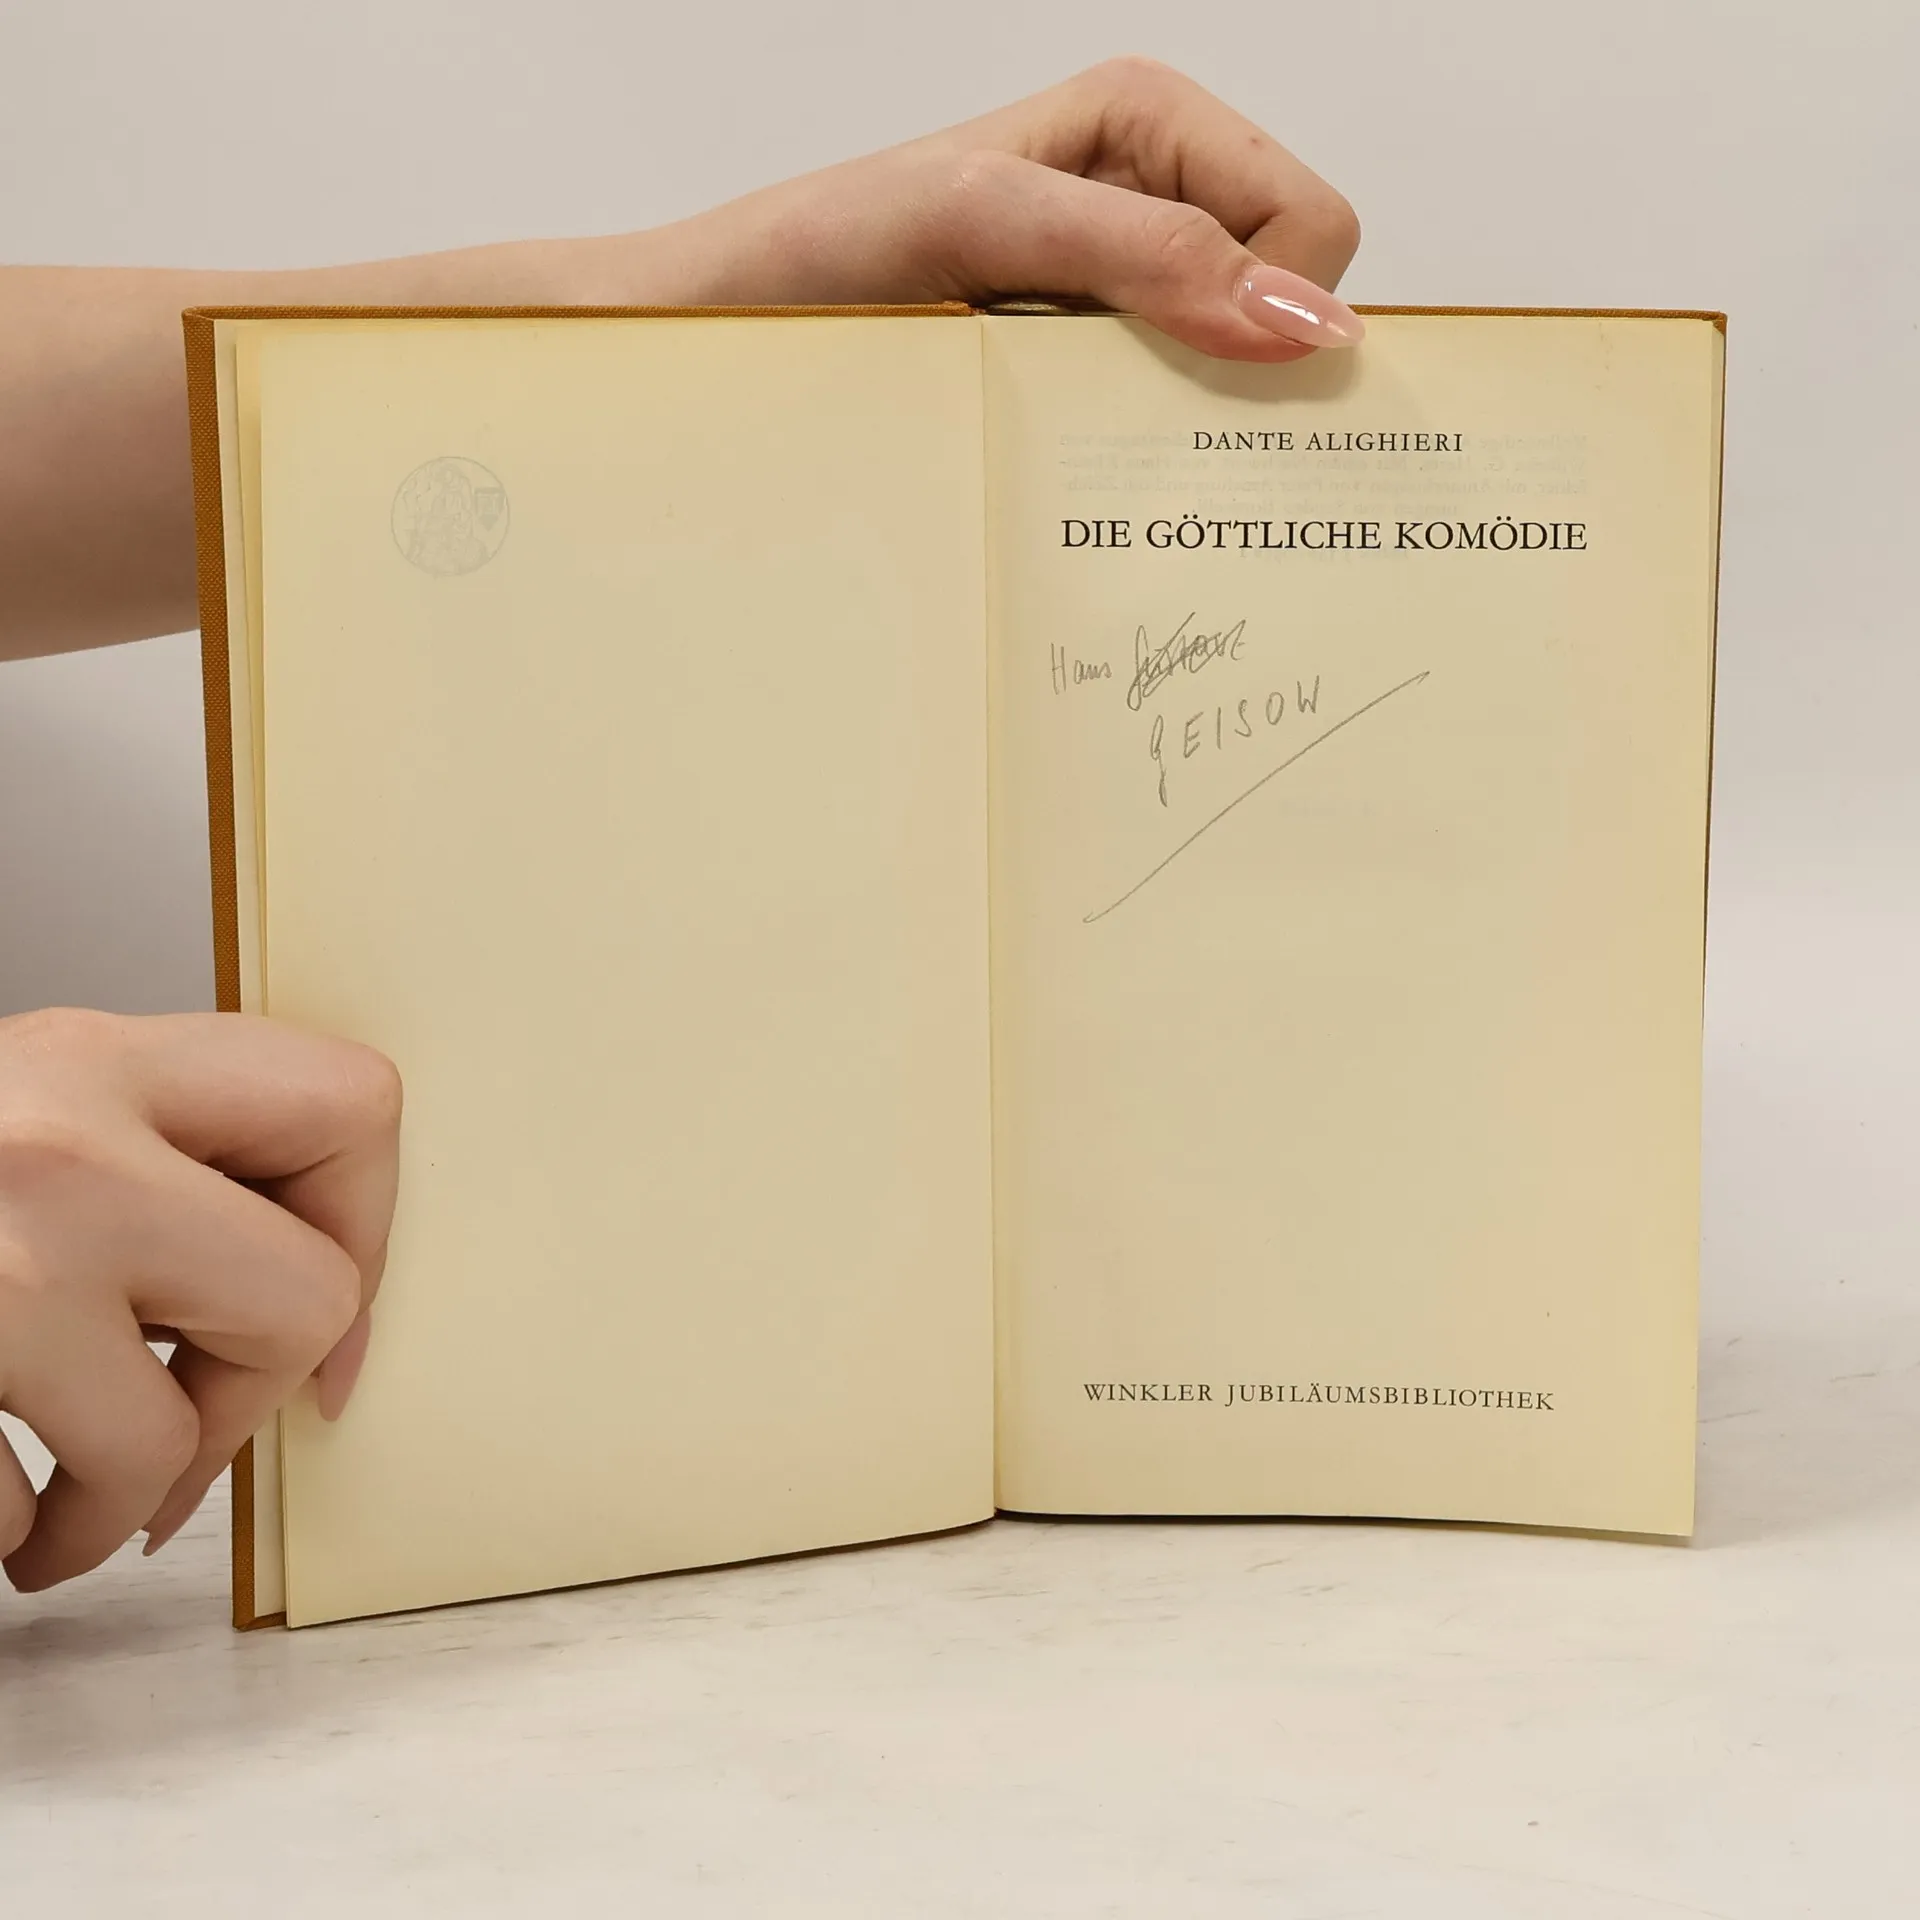 DANTE ALIGHIERI
DIE GÖTTLICHE KOMÖDIE
Hans
GEISOW
WINKLER JUBILÄUMSBIBLIOTHEK